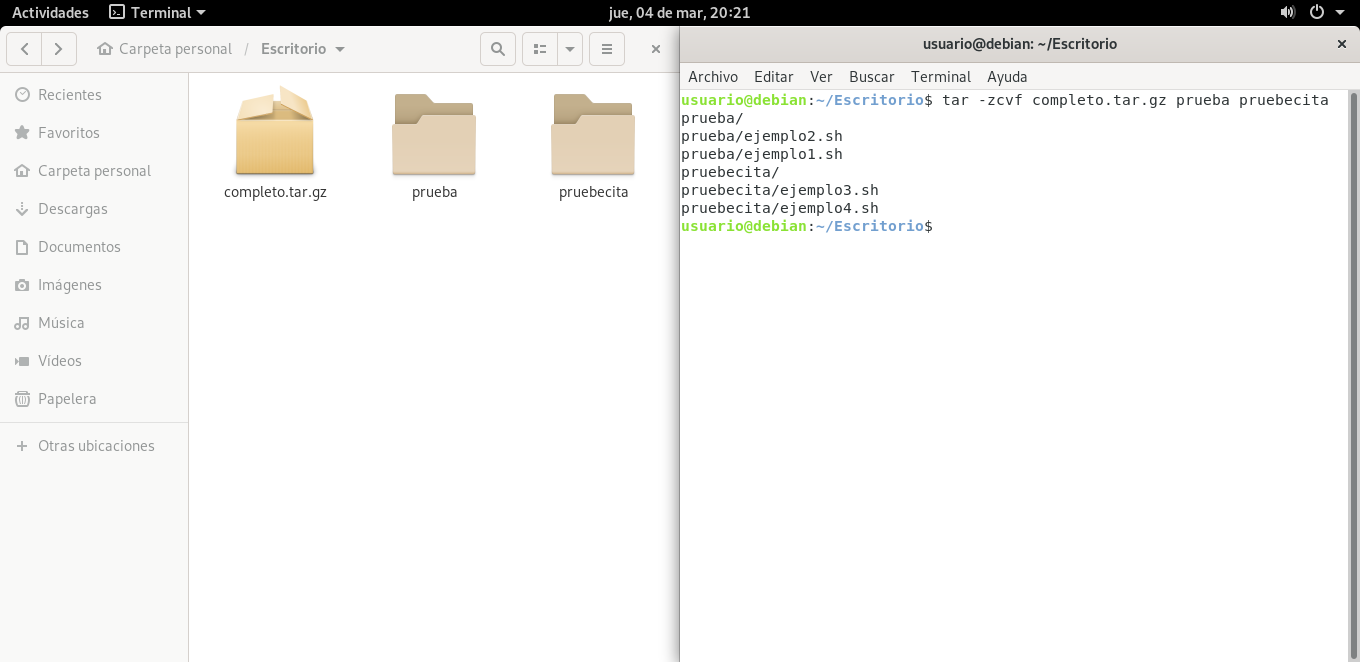 Actividades Terminal jue, 04 de mar, 20:21
Carpeta personal / Escritorio
Recientes
Favoritos
Carpeta personal
Descargas
Documentos
Imágenes
Música
Vídeos
Papelera
Otras ubicaciones
completo.tar.gz prueba pruebecita
usuario@debian: ~/Escritorio
Archivo Editar Ver Buscar Terminal Ayuda
usuario@debian:~/Escritorio$ tar -zcvf completo.tar.gz prueba pruebecita
prueba/
prueba/ejemplo2.sh
prueba/ejemplo1.sh
pruebecita/
pruebecita/ejemplo3.sh
pruebecita/ejemplo4.sh
usuario@debian:~/Escritorio$